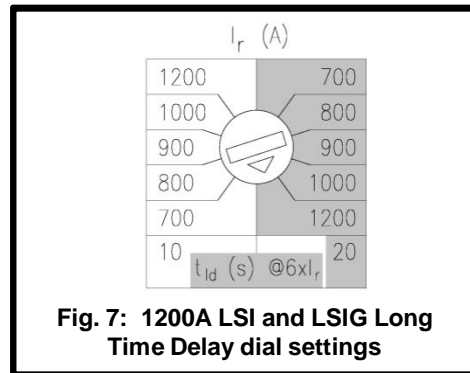 I_r (A)
1200 700
1000 800
900 900
800 1000
700 1200
10 20
t_ld (s) @6xI_r
Fig. 7: 1200A LSI and LSIG Long
Time Delay dial settings